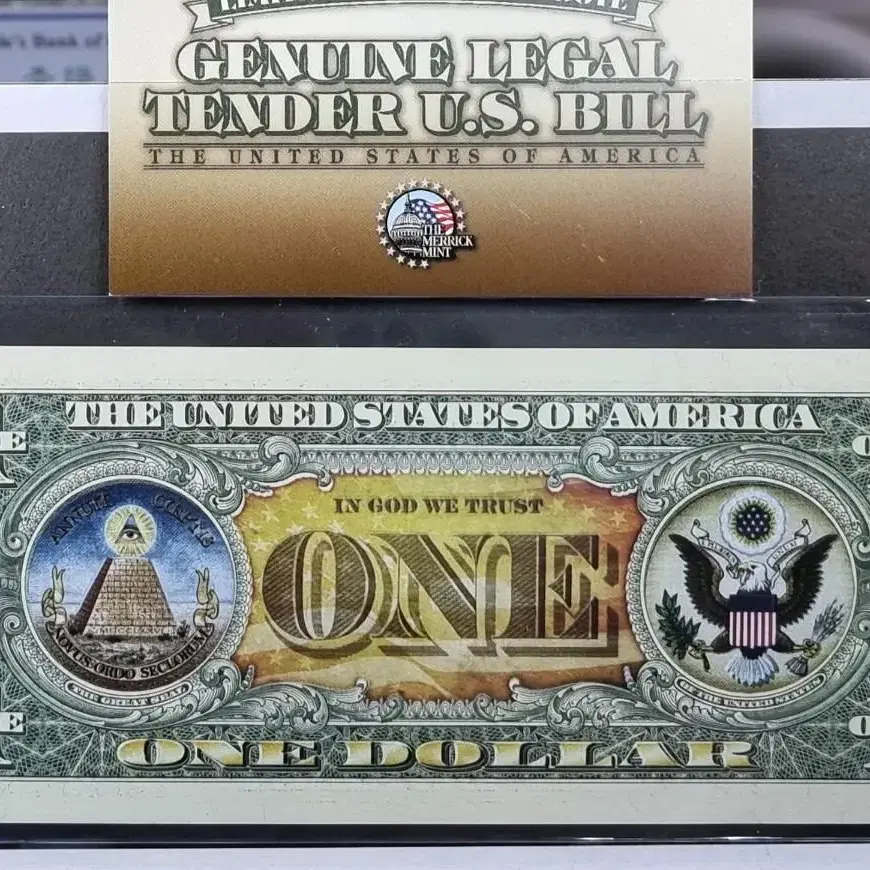 GENUINE LEGAL
TENDER U.S. BILL
THE UNITED STATES OF AMERICA
THE
MERRICK
MINT
THE UNITED STATES OF AMERICA
IN GOD WE TRUST
ANNUIT COEPTIS
ONE
NOVUS ORDO SECLORUM
THE GREAT SEAL
OF THE UNITED STATES
ONE DOLLAR